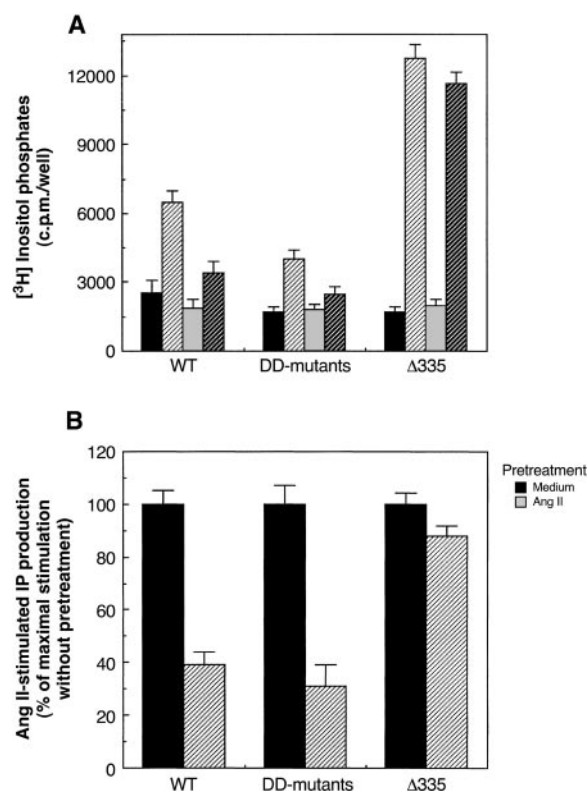 A
[³H] Inositol phosphates
(c.p.m./well)
12000
9000
6000
3000
0
WT DD-mutants Δ335
B
Ang II-stimulated IP production
(% of maximal stimulation
without pretreatment)
120
100
80
60
40
20
0
WT DD-mutants Δ335
Pretreatment
Medium
Ang II